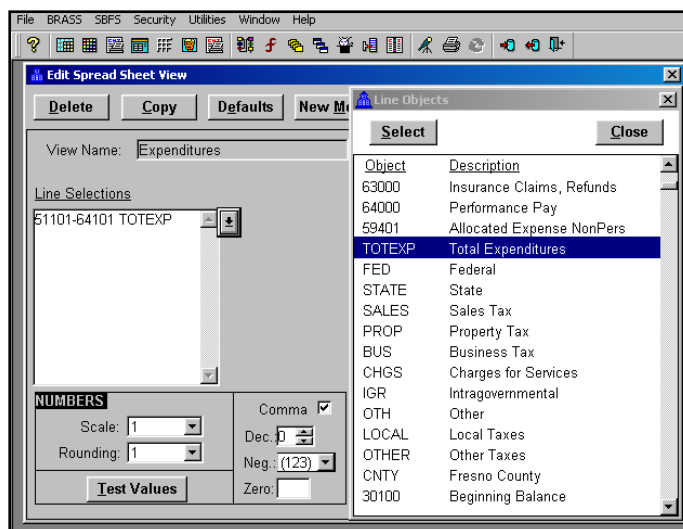 File BRASS SBFS Security Utilities Window Help
Edit Spread Sheet View
Delete Copy Defaults New Mo
View Name: Expenditures
Line Selections
51101-64101 TOTEXP
NUMBERS
Scale: 1
Rounding: 1
Test Values
Comma
Dec.: 0
Neg.: (123)
Zero:
Line Objects
Select Close
Object Description
63000 Insurance Claims, Refunds
64000 Performance Pay
59401 Allocated Expense NonPers
TOTEXP Total Expenditures
FED Federal
STATE State
SALES Sales Tax
PROP Property Tax
BUS Business Tax
CHGS Charges for Services
IGR Intragovernmental
OTH Other
LOCAL Local Taxes
OTHER Other Taxes
CNTY Fresno County
30100 Beginning Balance